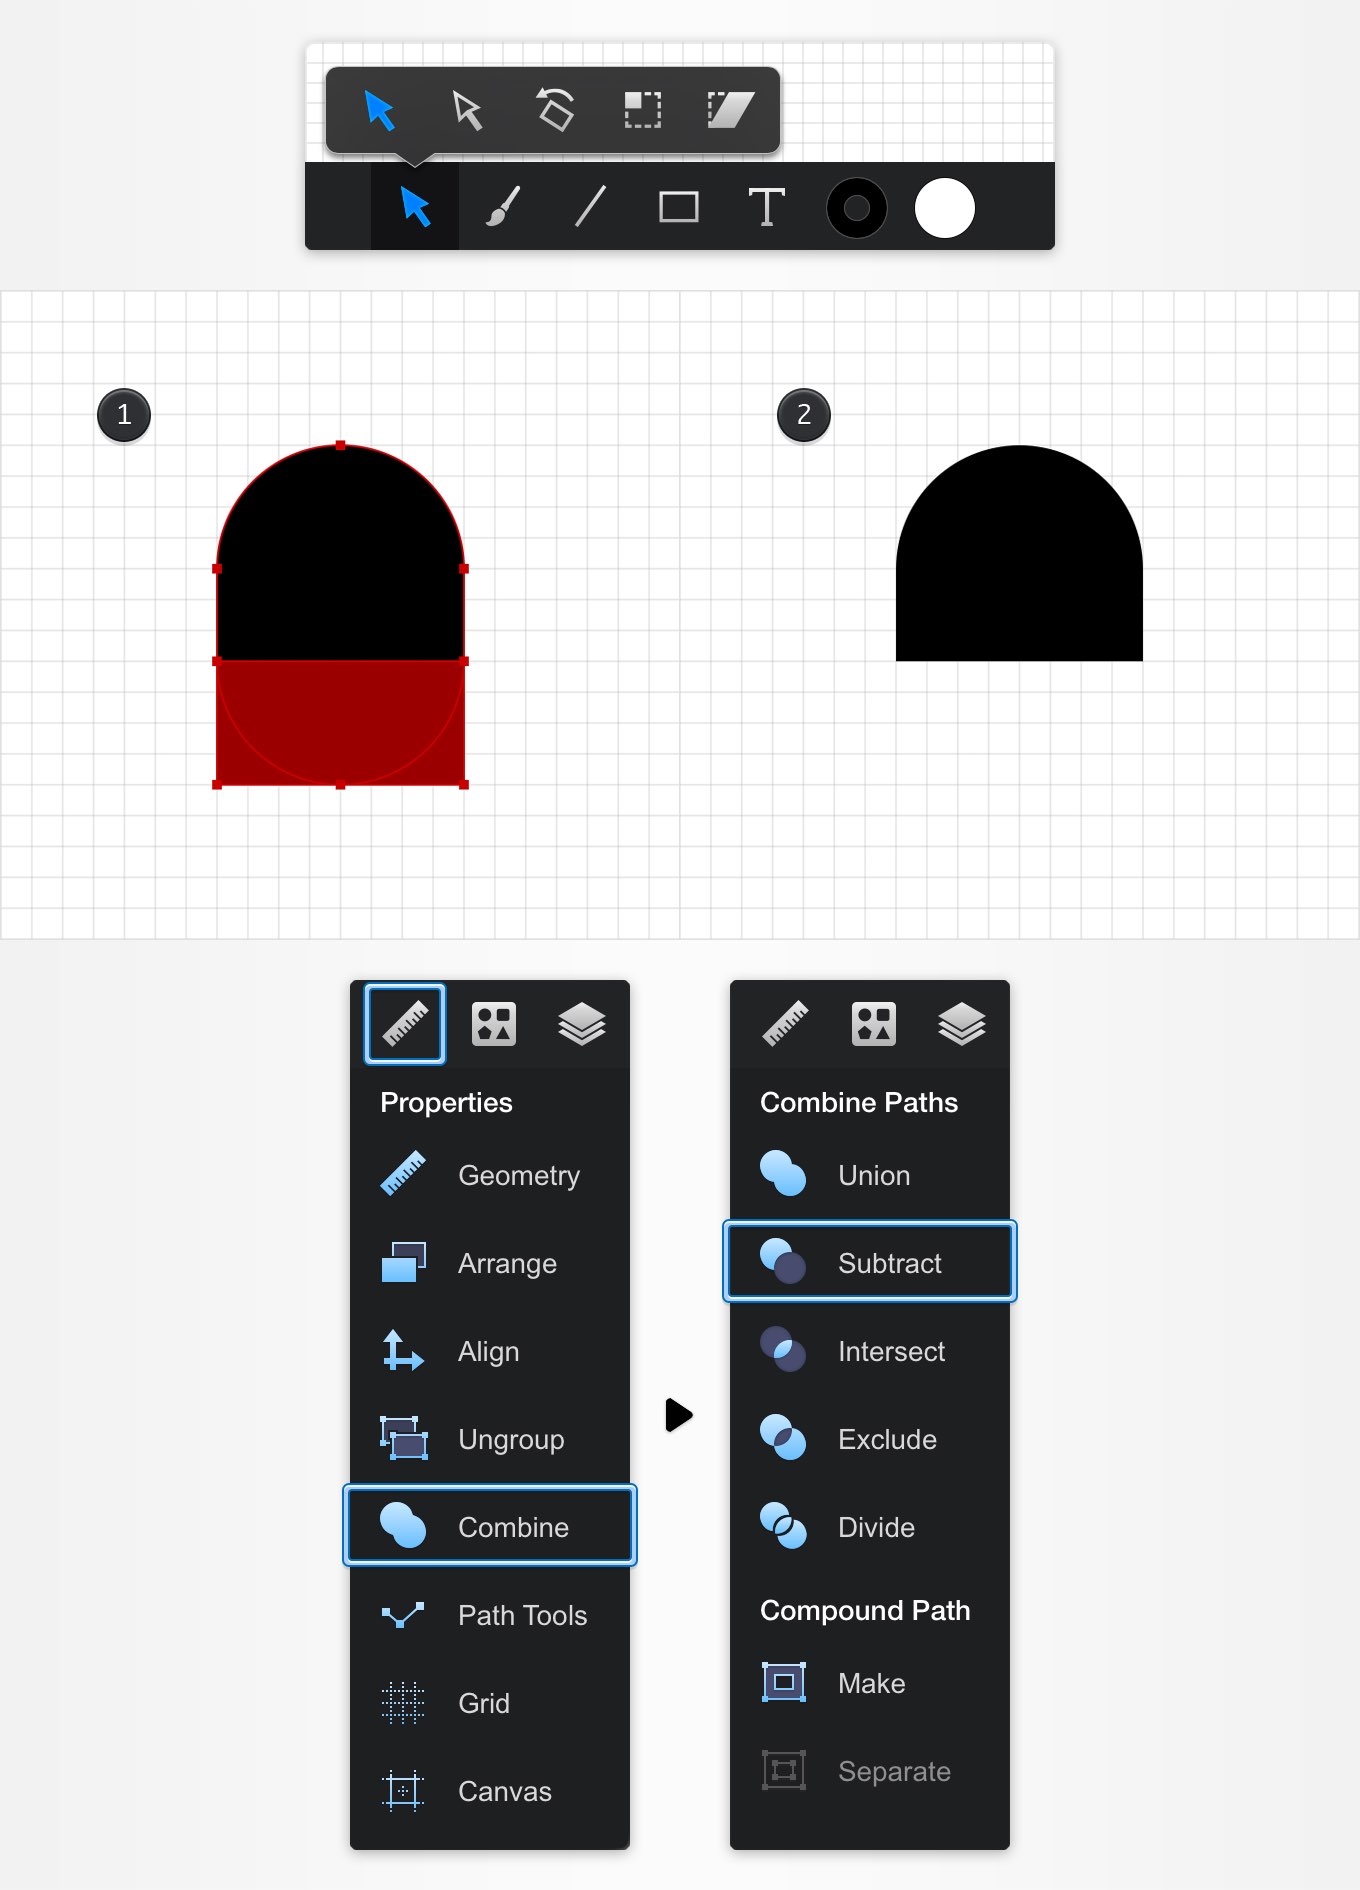 1
2
Properties
Geometry
Arrange
Align
Ungroup
Combine
Path Tools
Grid
Canvas
Combine Paths
Union
Subtract
Intersect
Exclude
Divide
Compound Path
Make
Separate